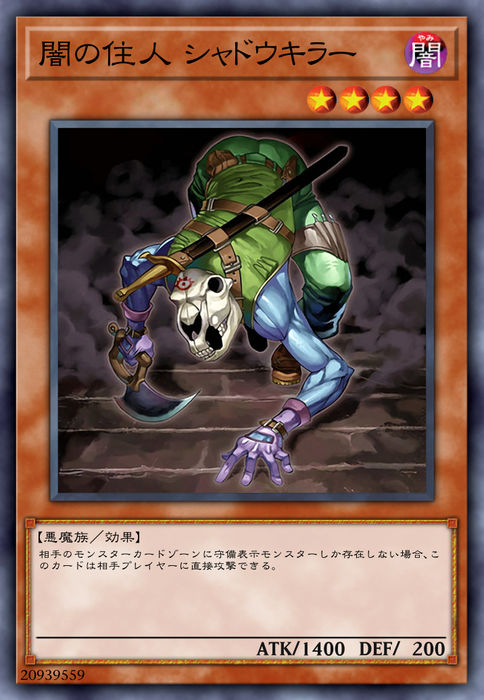 闇の住人 シャドウキラー
やみ
闇
【悪魔族／効果】
相手のモンスターカードゾーンに守備表示モンスターしか存在しない場合、こ
のカードは相手プレイヤーに直接攻撃できる。
ATK/1400 DEF/ 200
20939559